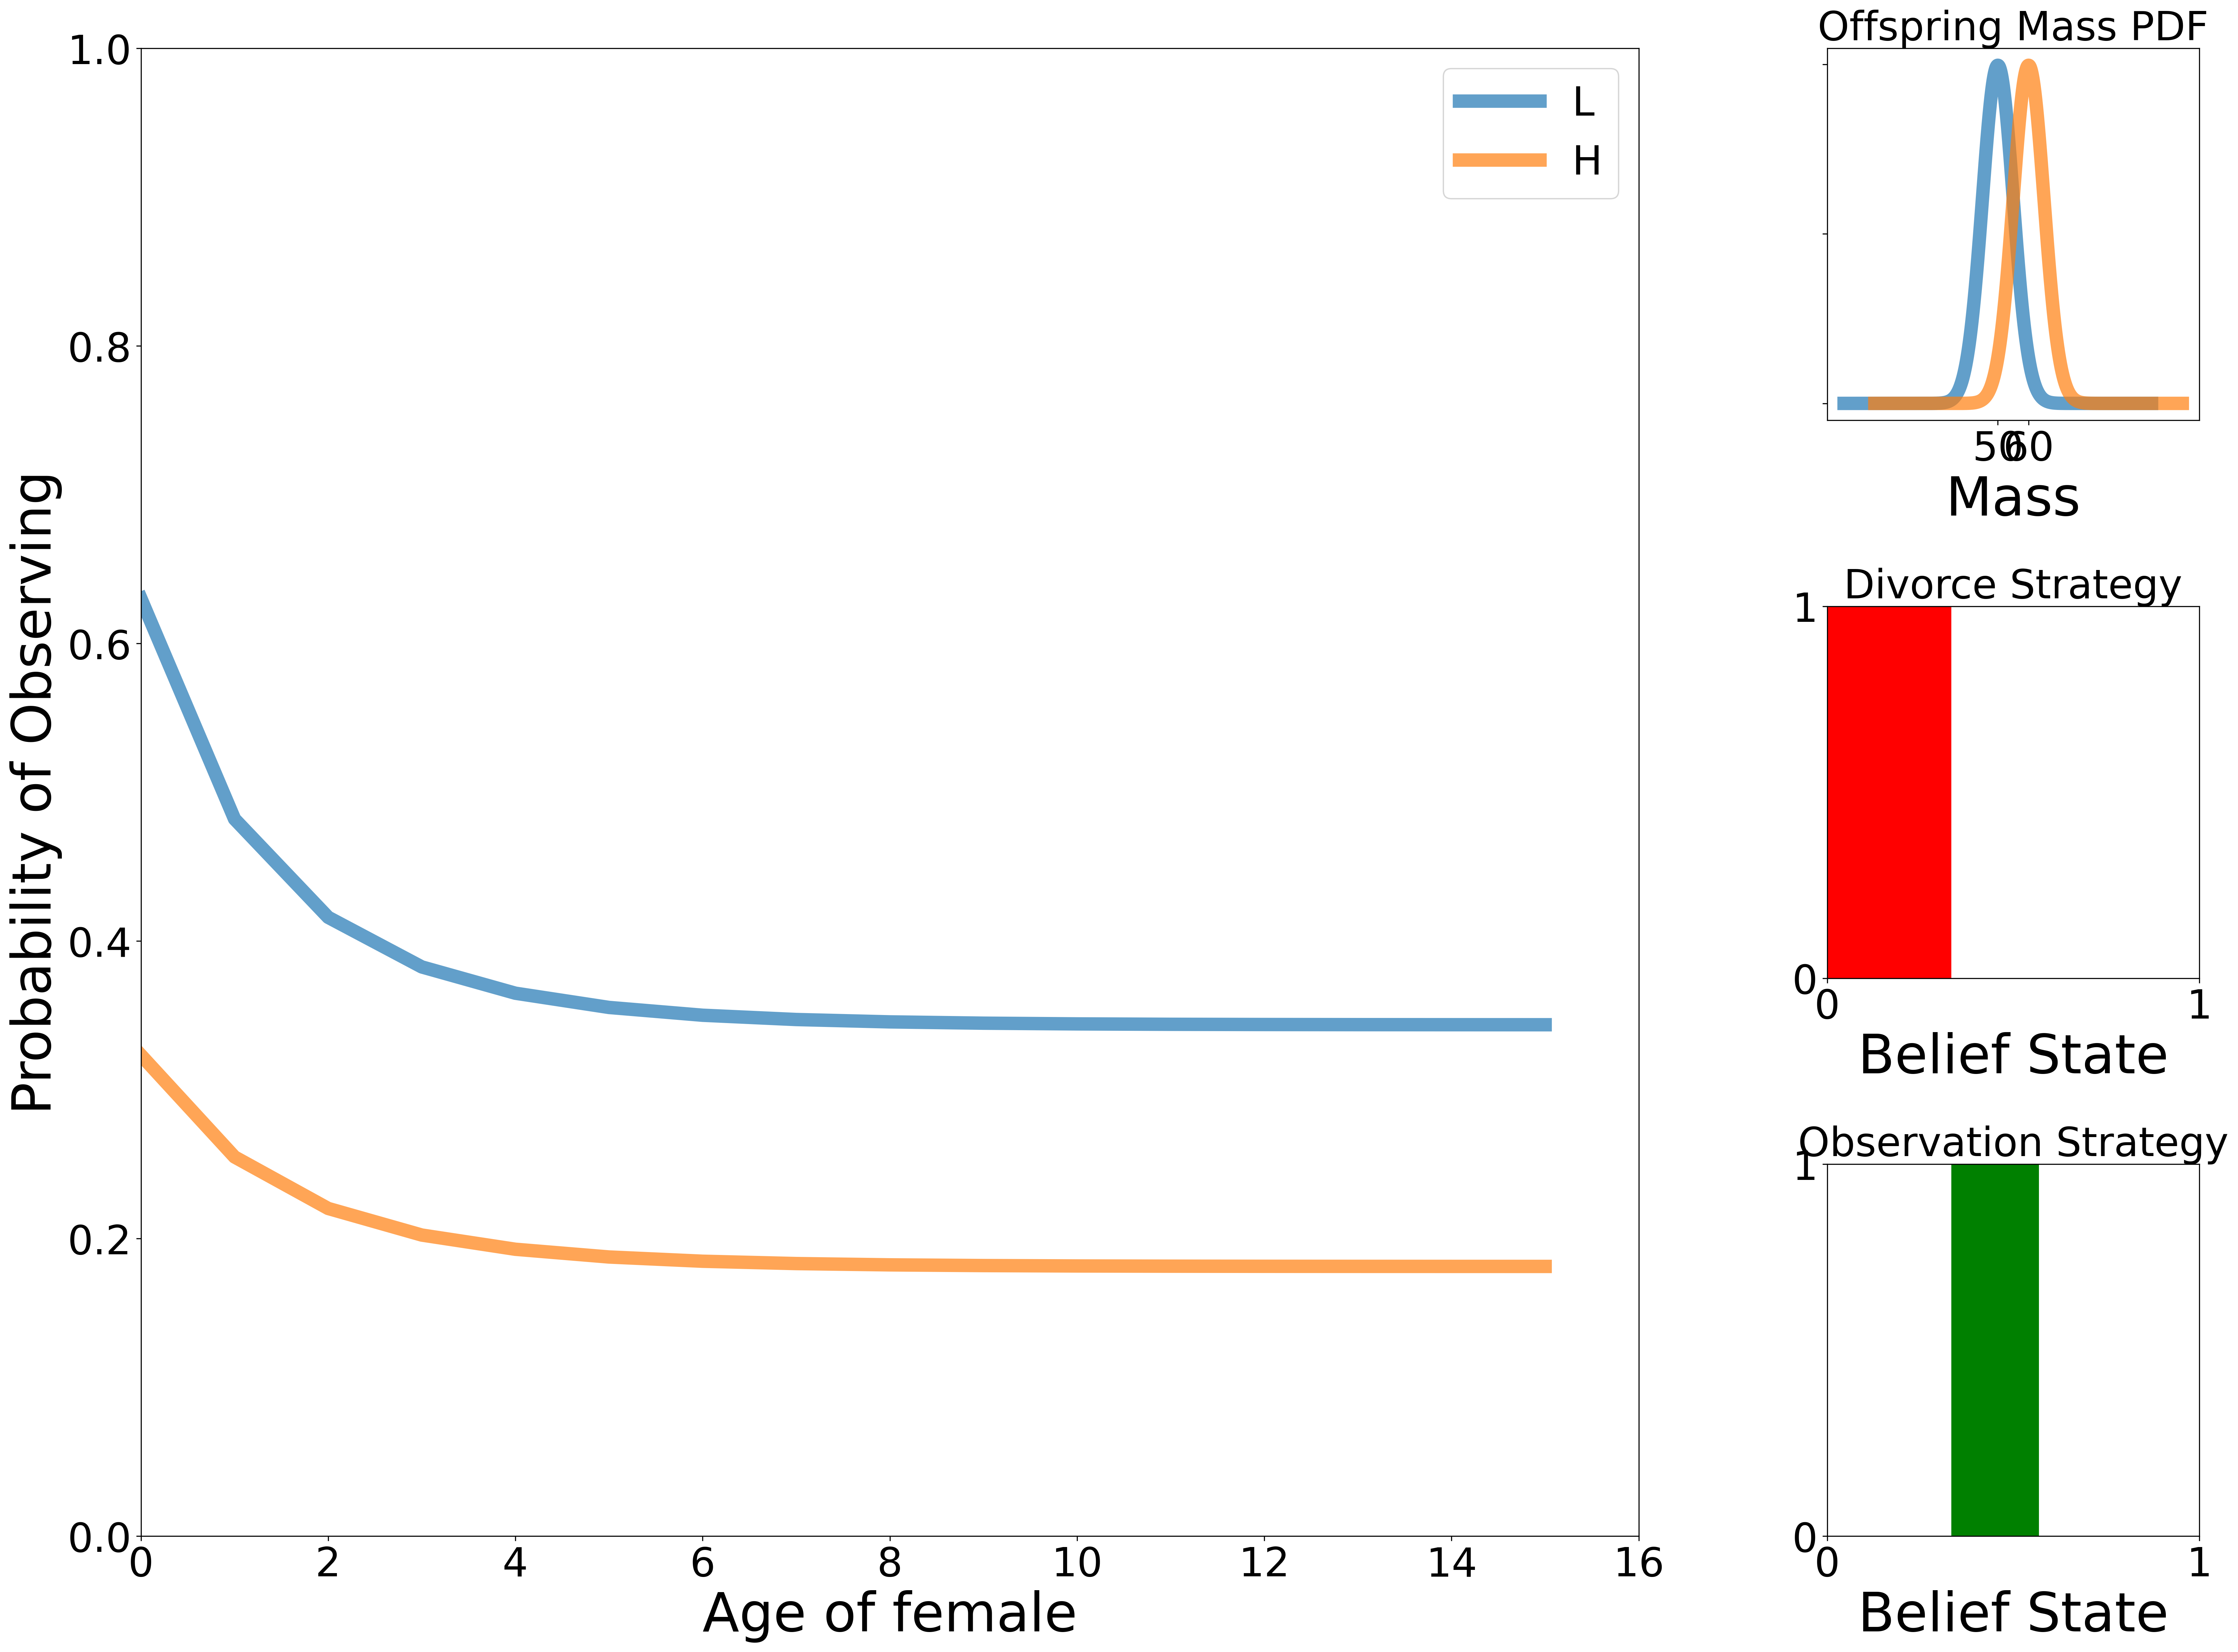 1.0
0.8
0.6
0.4
0.2
0.0
Probability of Observing
0
2
4
6
8
10
12
14
16
Age of female
L
H
Offspring Mass PDF
50
60
Mass
Divorce Strategy
1
0
0
1
Belief State
Observation Strategy
1
0
0
1
Belief State